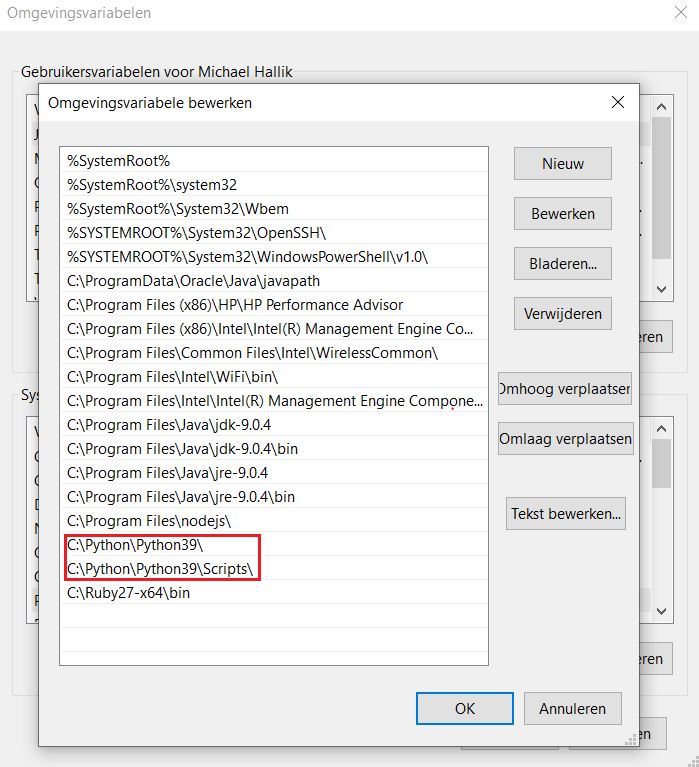 Omgevingsvariabelen
Gebruikersvariabelen voor Michael Hallik
Omgevingsvariabele bewerken
%SystemRoot%
%SystemRoot%\system32
%SystemRoot%\System32\Wbem
%SYSTEMROOT%\System32\OpenSSH\
%SYSTEMROOT%\System32\WindowsPowerShell\v1.0\
C:\ProgramData\Oracle\Java\javapath
C:\Program Files (x86)\HP\HP Performance Advisor
C:\Program Files (x86)\Intel\Intel(R) Management Engine Co...
C:\Program Files\Common Files\Intel\WirelessCommon\
C:\Program Files\Intel\WiFi\bin\
C:\Program Files\Intel\Intel(R) Management Engine Compone...
C:\Program Files\Java\jdk-9.0.4
C:\Program Files\Java\jdk-9.0.4\bin
C:\Program Files\Java\jre-9.0.4
C:\Program Files\Java\jre-9.0.4\bin
C:\Program Files\nodejs\
C:\Python\Python39\
C:\Python\Python39\Scripts\
C:\Ruby27-x64\bin
Nieuw
Bewerken
Bladeren...
Verwijderen
Omhoog verplaatsen
Omlaag verplaatsen
Tekst bewerken...
OK
Annuleren